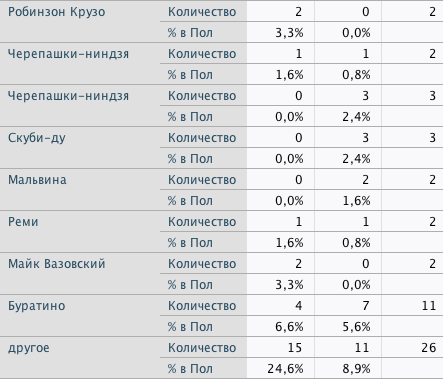 Робинзон Крузо Количество 2 0 2
% в Пол 3,3% 0,0%
Черепашки-ниндзя Количество 1 1 2
% в Пол 1,6% 0,8%
Черепашки-ниндзя Количество 0 3 3
% в Пол 0,0% 2,4%
Скуби-ду Количество 0 3 3
% в Пол 0,0% 2,4%
Мальвина Количество 0 2 2
% в Пол 0,0% 1,6%
Реми Количество 1 1 2
% в Пол 1,6% 0,8%
Майк Вазовский Количество 2 0 2
% в Пол 3,3% 0,0%
Буратино Количество 4 7 11
% в Пол 6,6% 5,6%
другое Количество 15 11 26
% в Пол 24,6% 8,9%